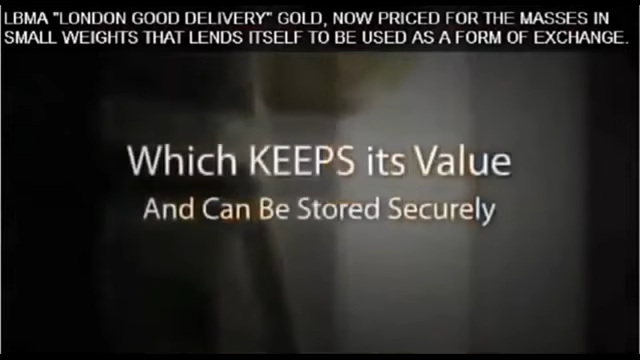 LBMA "LONDON GOOD DELIVERY" GOLD, NOW PRICED FOR THE MASSES IN
SMALL WEIGHTS THAT LENDS ITSELF TO BE USED AS A FORM OF EXCHANGE.
Which KEEPS its Value
And Can Be Stored Securely